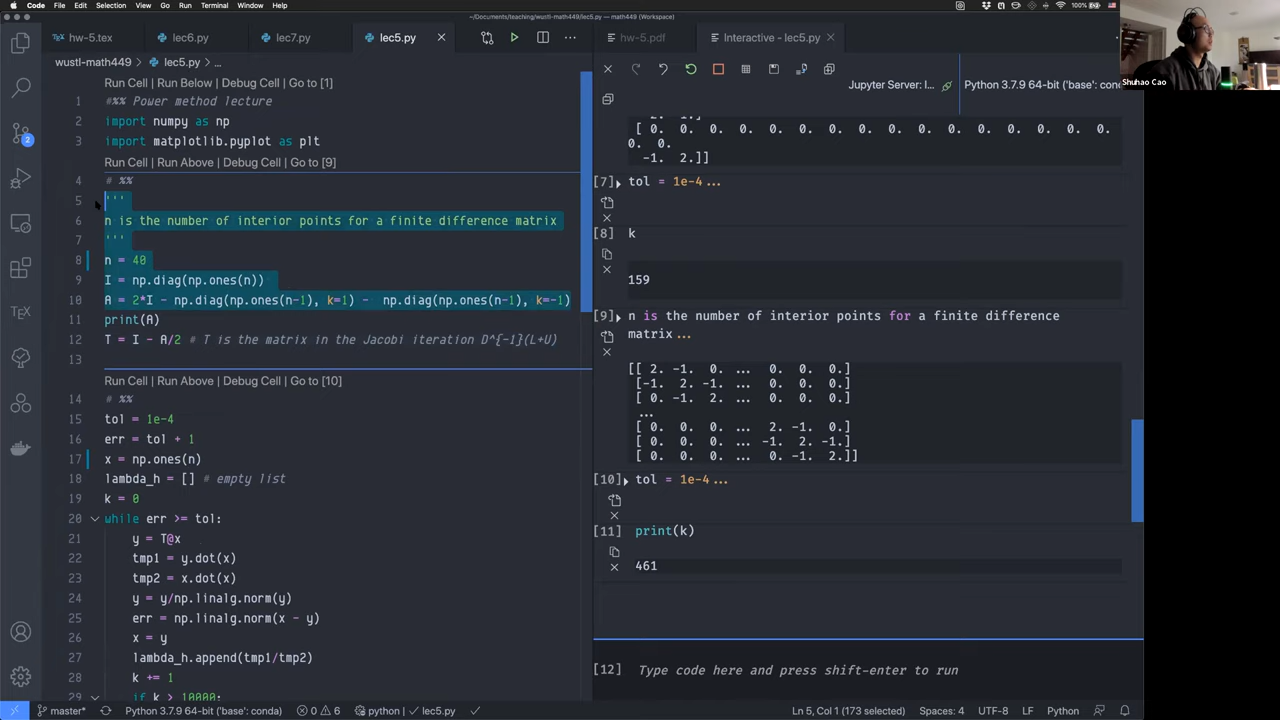 Code File Edit Selection View Go Run Terminal Window Help 100%
~/Documents/teaching/wustl-math449/lec5.py — math449 (Workspace)
TEX hw-5.tex lec6.py lec7.py lec5.py
wustl-math449 > lec5.py > ...
Run Cell | Run Below | Debug Cell | Go to [1]
1 #%% Power method lecture
2 import numpy as np
3 import matplotlib.pyplot as plt
Run Cell | Run Above | Debug Cell | Go to [9]
4 # %%
5 '''
6 n is the number of interior points for a finite difference matrix
7 '''
8 n = 40
9 I = np.diag(np.ones(n))
10 A = 2*I - np.diag(np.ones(n-1), k=1) - np.diag(np.ones(n-1), k=-1)
11 print(A)
12 T = I - A/2 # T is the matrix in the Jacobi iteration D^{-1}(L+U)
13
Run Cell | Run Above | Debug Cell | Go to [10]
14 # %%
15 tol = 1e-4
16 err = tol + 1
17 x = np.ones(n)
18 lambda_h = [] # empty list
19 k = 0
20 while err >= tol:
21 y = T@x
22 tmp1 = y.dot(x)
23 tmp2 = x.dot(x)
24 y = y/np.linalg.norm(y)
25 err = np.linalg.norm(x - y)
26 x = y
27 lambda_h.append(tmp1/tmp2)
28 k += 1
29 if k > 10000:
2
TEX
hw-5.pdf Interactive - lec5.py
Jupyter Server: l... Python 3.7.9 64-bit ('base': cond
2. -1.]
[ 0. 0. 0. 0. 0. 0. 0. 0. 0. 0. 0. 0. 0. 0. 0. 0.
0. 0.
-1. 2.]]
[7] tol = 1e-4...
[8] k
159
[9] n is the number of interior points for a finite difference
matrix ...
[[ 2. -1. 0. ... 0. 0. 0.]
[-1. 2. -1. ... 0. 0. 0.]
[ 0. -1. 2. ... 0. 0. 0.]
...
[ 0. 0. 0. ... 2. -1. 0.]
[ 0. 0. 0. ... -1. 2. -1.]
[ 0. 0. 0. ... 0. -1. 2.]]
[10] tol = 1e-4...
[11] print(k)
461
[12] Type code here and press shift-enter to run
Shuhao Cao
master* Python 3.7.9 64-bit ('base': conda) 0 6 python | ✓ lec5.py ✓ Ln 5, Col 1 (173 selected) Spaces: 4 UTF-8 LF Python